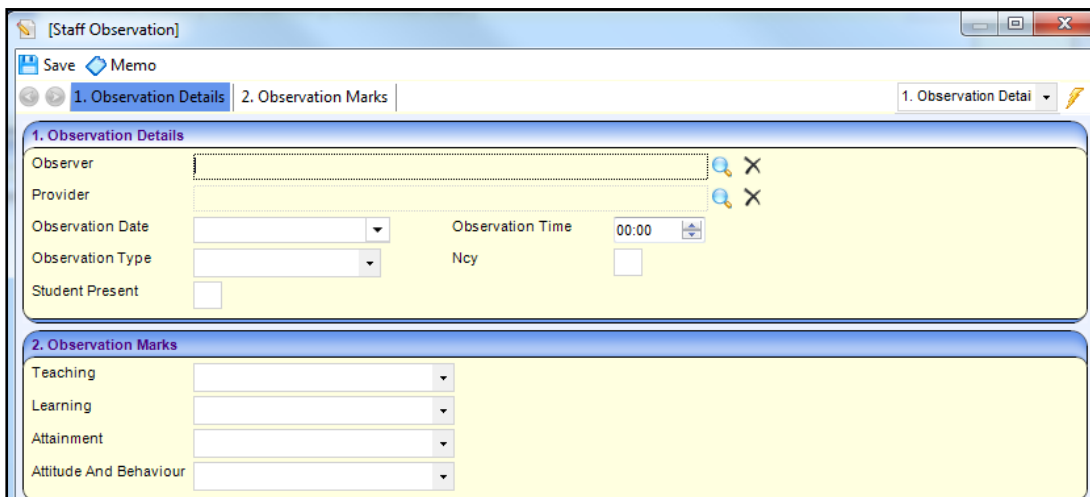 [Staff Observation]
Save Memo
1. Observation Details 2. Observation Marks 1. Observation Detai
1. Observation Details
Observer
Provider
Observation Date Observation Time 00:00
Observation Type Ncy
Student Present
2. Observation Marks
Teaching
Learning
Attainment
Attitude And Behaviour